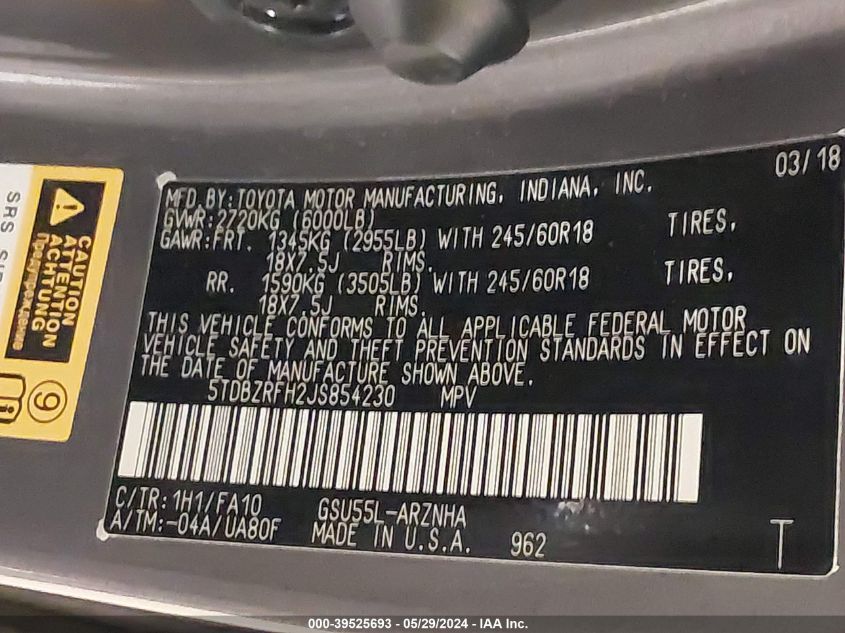 03/18
MFD.BY:TOYOTA MOTOR MANUFACTURING, INDIANA, INC.
GVWR:2720KG (6000LB)
GAWR:FRT. 1345KG (2955LB) WITH 245/60R18 TIRES,
18X7.5J RIMS.
RR. 1590KG (3505LB) WITH 245/60R18 TIRES,
18X7.5J RIMS.
THIS VEHICLE CONFORMS TO ALL APPLICABLE FEDERAL MOTOR
VEHICLE SAFETY AND THEFT PREVENTION STANDARDS IN EFFECT ON
THE DATE OF MANUFACTURE SHOWN ABOVE.
5TDBZRFH2JS854230 MPV
C/TR:1H1/FA10 GSU55L-ARZNHA
A/TM:-04A/UA80F MADE IN U.S.A. 962 T
CAUTION
ATTENTION
ACHTUNG
SRS
9
i
000-39525693 - 05/29/2024 - IAA Inc.